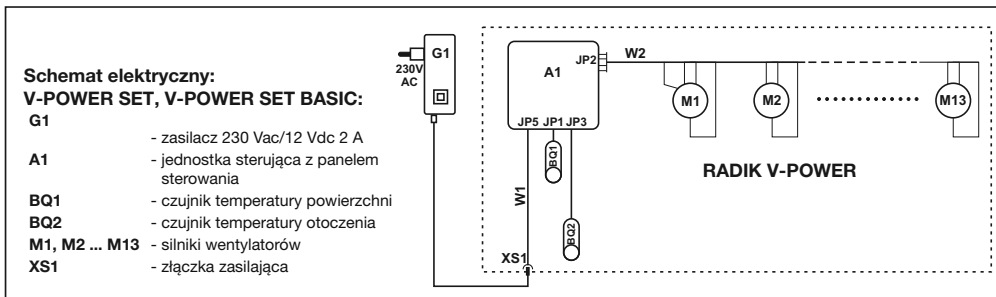 Schemat elektryczny:
V-POWER SET, V-POWER SET BASIC:
G1
- zasilacz 230 Vac/12 Vdc 2 A
A1 - jednostka sterująca z panelem
sterowania
BQ1 - czujnik temperatury powierzchni
BQ2 - czujnik temperatury otoczenia
M1, M2 ... M13 - silniki wentylatorów
XS1 - złączka zasilająca
230V
AC
G1
A1
JP2
W2
JP5 JP1 JP3
BQ1
W1
BQ2
XS1
M1
M2
M13
RADIK V-POWER